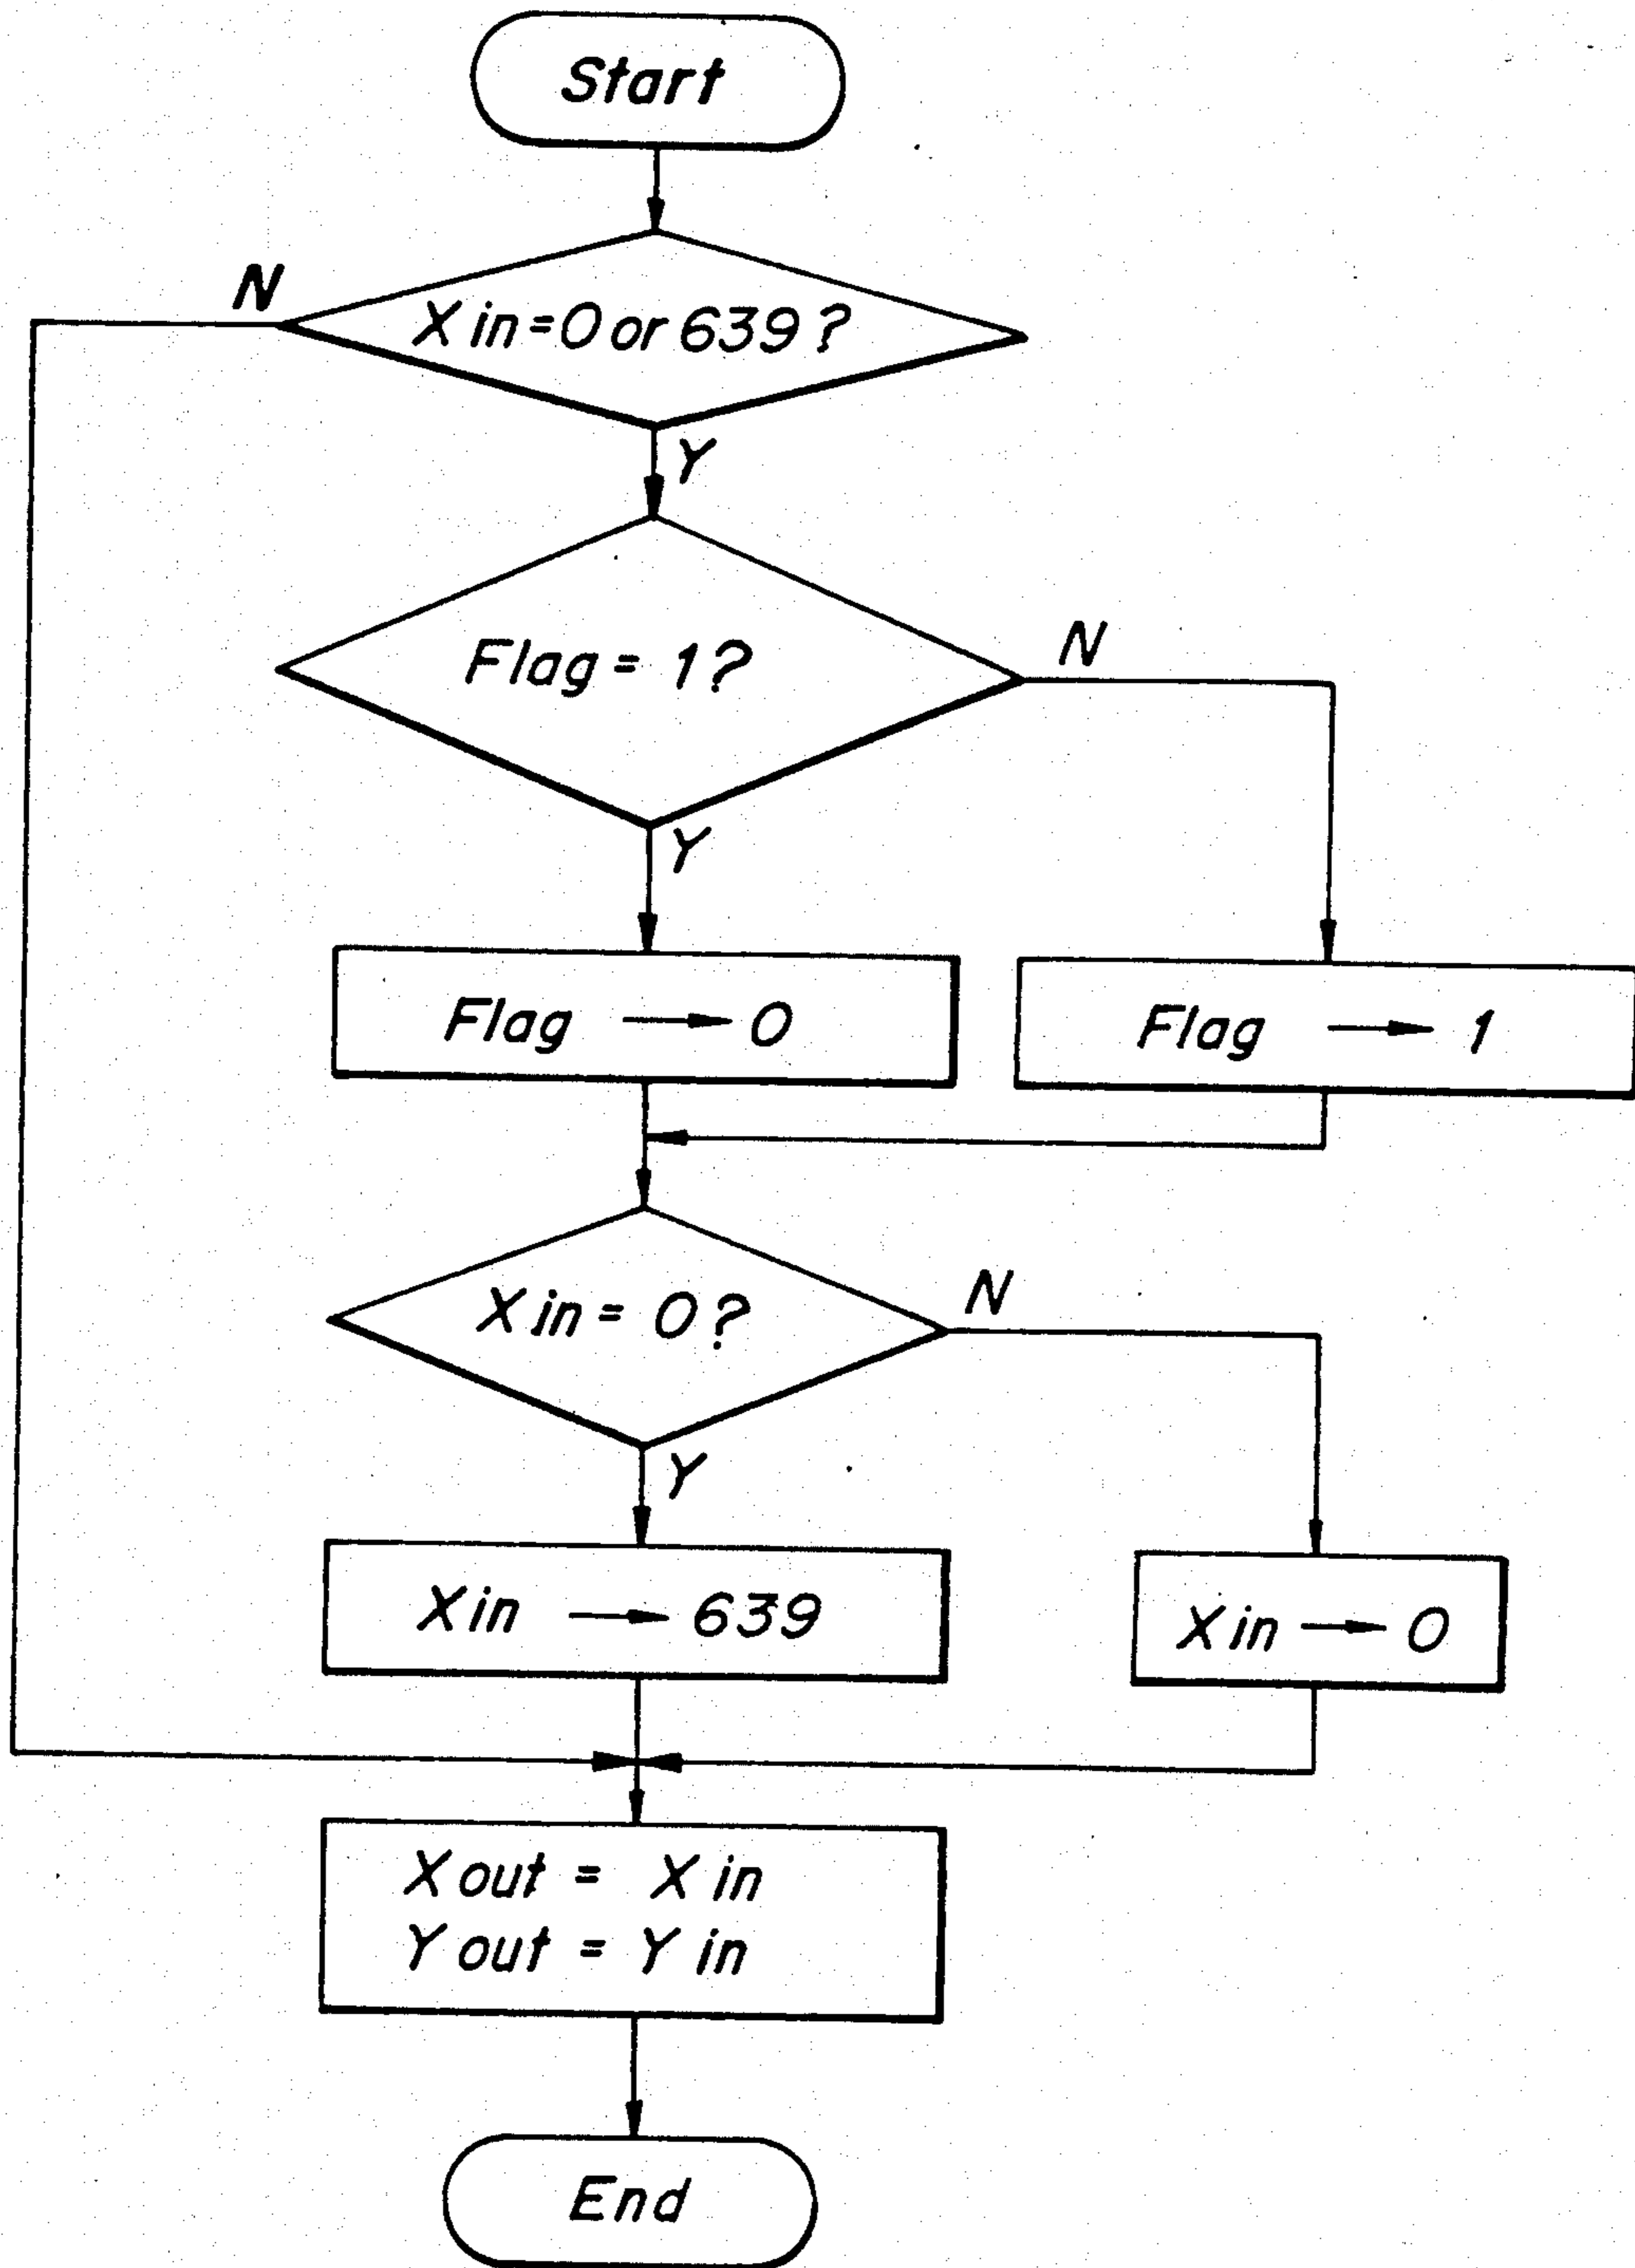 Start
N
X in=0 or 639?
Y
Flag = 1?
N
Y
Flag → 0
Flag → 1
X in = 0?
N
Y
X in → 639
X in → 0
X out = X in
Y out = Y in
End